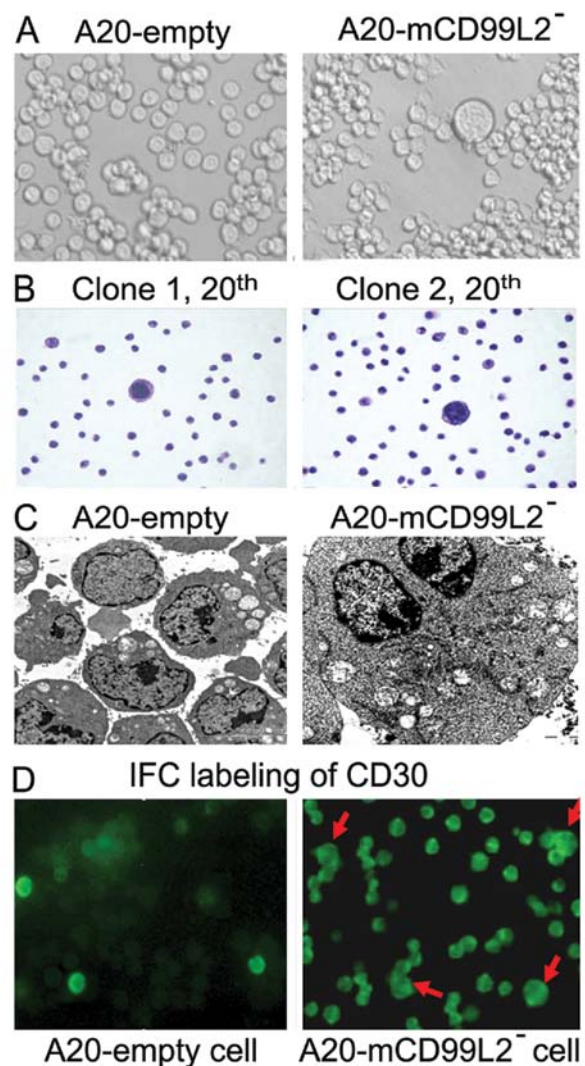 A A20-empty A20-mCD99L2⁻
B Clone 1, 20ᵗʰ Clone 2, 20ᵗʰ
C A20-empty A20-mCD99L2⁻
D IFC labeling of CD30
A20-empty cell A20-mCD99L2⁻ cell